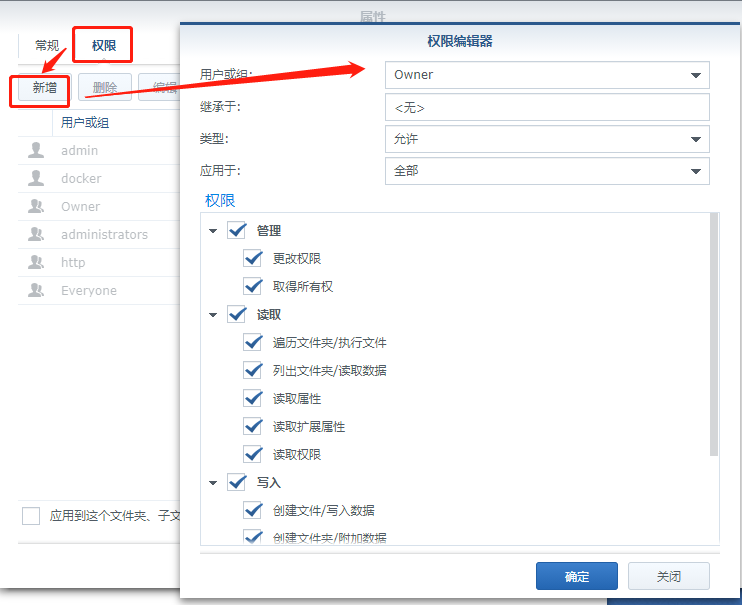 属性
常规
权限
新增
删除
编辑
用户或组
admin
docker
Owner
administrators
http
Everyone
应用到这个文件夹、子文
权限编辑器
用户或组:
Owner
继承于:
<无>
类型:
允许
应用于:
全部
权限
管理
更改权限
取得所有权
读取
遍历文件夹/执行文件
列出文件夹/读取数据
读取属性
读取扩展属性
读取权限
写入
创建文件/写入数据
创建文件夹/附加数据
确定
关闭